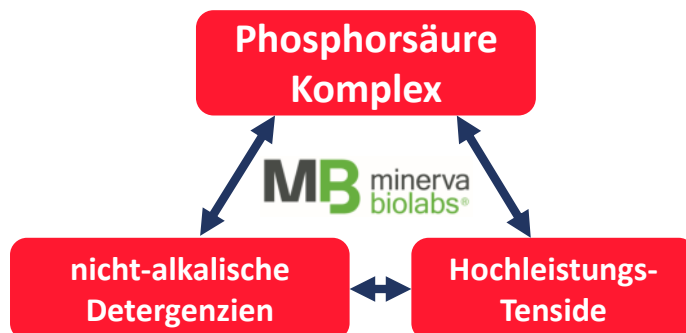 Phosphorsäure
Komplex
MB minerva
biolabs®
nicht-alkalische
Detergenzien
Hochleistungs-
Tenside